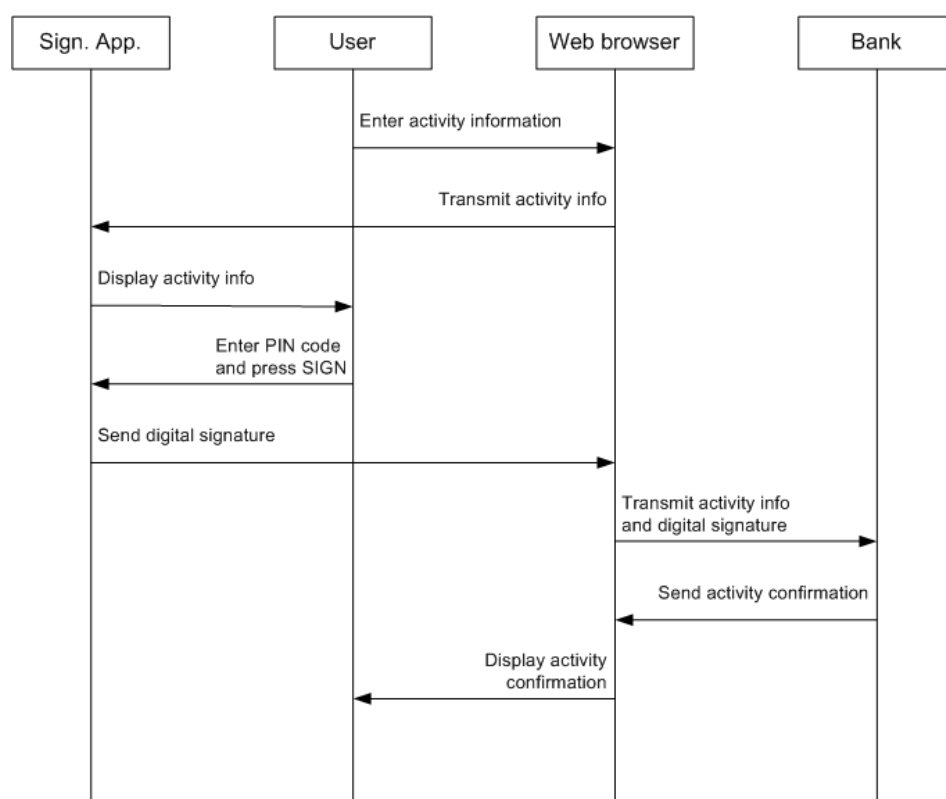 Sign. App.
User
Web browser
Bank
Enter activity information
Transmit activity info
Display activity info
Enter PIN code
and press SIGN
Send digital signature
Transmit activity info
and digital signature
Send activity confirmation
Display activity
confirmation